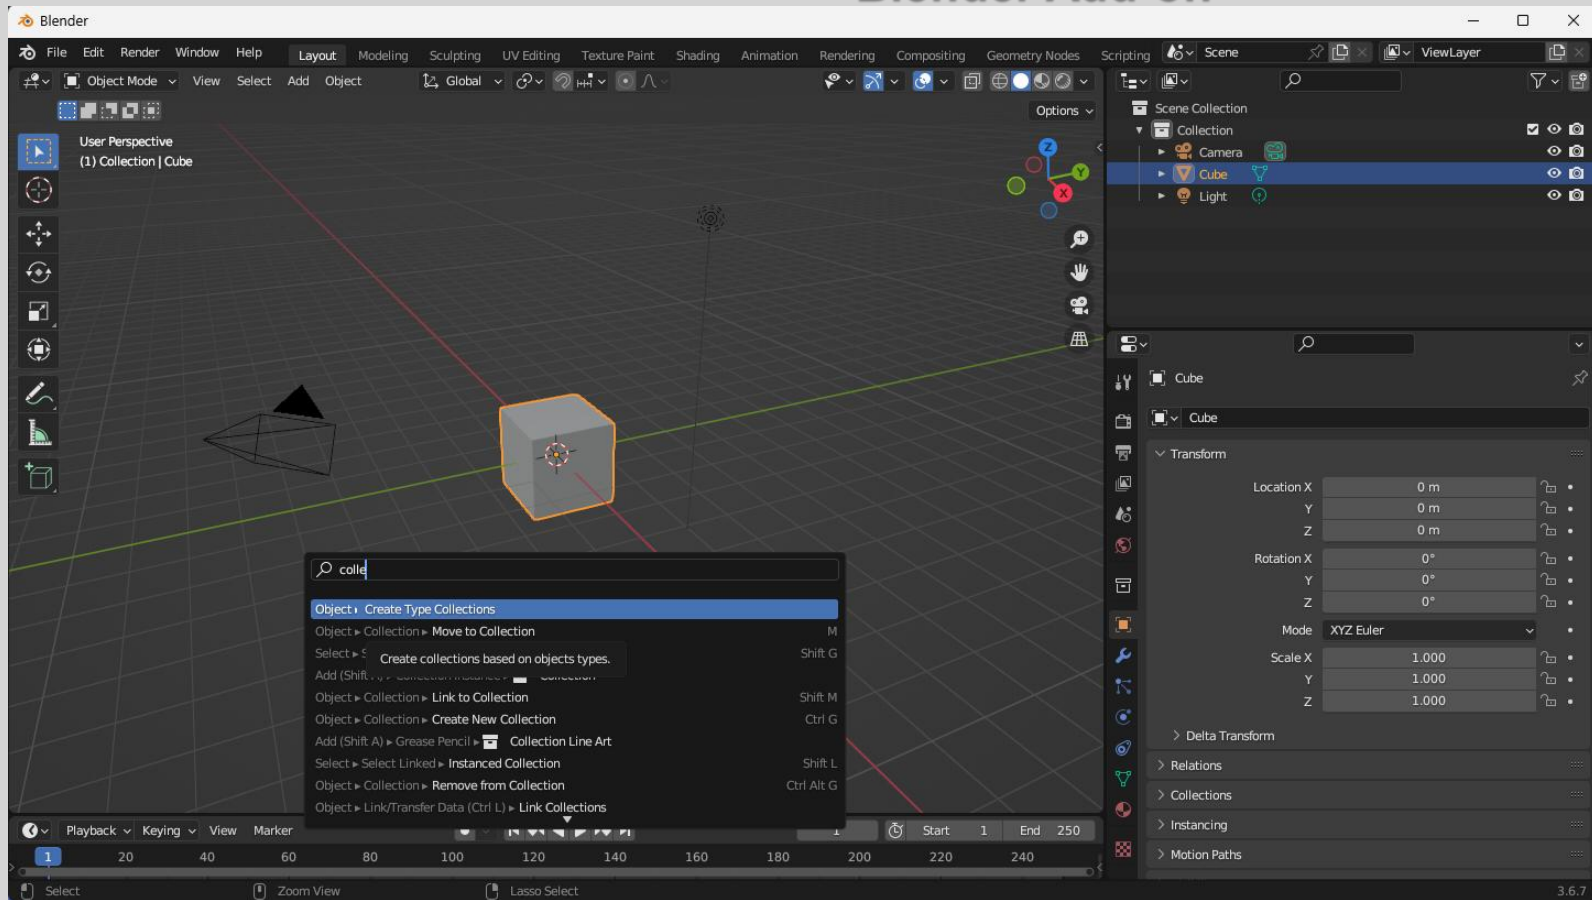 Blender Add-on
Blender
File Edit Render Window Help Layout Modeling Sculpting UV Editing Texture Paint Shading Animation Rendering Compositing Geometry Nodes Scripting Scene ViewLayer
Object Mode View Select Add Object Global
Options
User Perspective
(1) Collection | Cube
Z
Y
X
Scene Collection
Collection
Camera
Cube
Light
Cube
Cube
Transform
Location X 0 m
Y 0 m
Z 0 m
Rotation X 0°
Y 0°
Z 0°
Mode XYZ Euler
Scale X 1.000
Y 1.000
Z 1.000
Delta Transform
Relations
Collections
Instancing
Motion Paths
colle
Object Create Type Collections
Object ▸ Collection ▸ Move to Collection M
Select ▸ Shift G
Create collections based on objects types.
Collection
Object ▸ Collection ▸ Link to Collection Shift M
Object ▸ Collection ▸ Create New Collection Ctrl G
Add (Shift A) ▸ Grease Pencil ▸ Collection Line Art
Select ▸ Select Linked ▸ Instanced Collection Shift L
Object ▸ Collection ▸ Remove from Collection Ctrl Alt G
Object ▸ Link/Transfer Data (Ctrl L) ▸ Link Collections
Playback Keying View Marker 1 Start 1 End 250
1 20 40 60 80 100 120 140 160 180 200 220 240
Select Zoom View Lasso Select 3.6.7